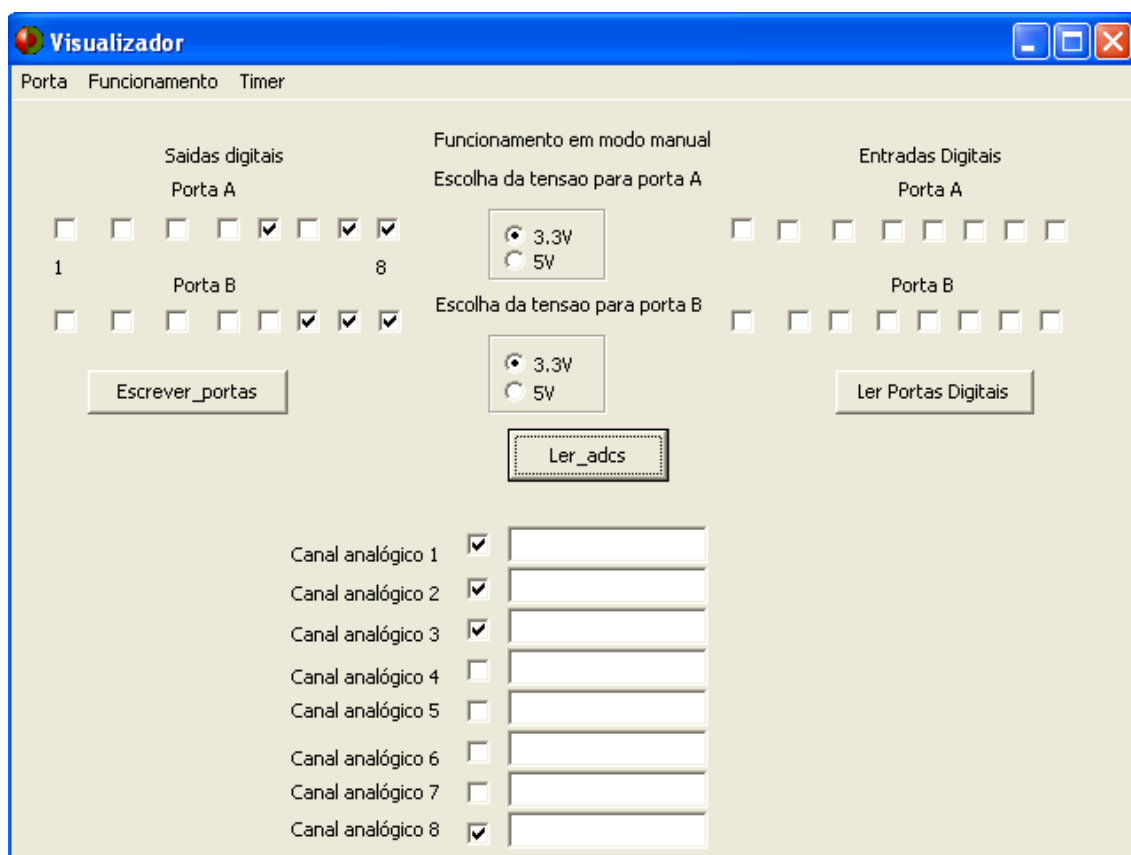 Visualizador
Porta Funcionamento Timer
Saidas digitais
Porta A
1 8
Porta B
Escrever_portas
Funcionamento em modo manual
Escolha da tensao para porta A
3.3V
5V
Escolha da tensao para porta B
3.3V
5V
Ler_adcs
Entradas Digitais
Porta A
Porta B
Ler Portas Digitais
Canal analógico 1
Canal analógico 2
Canal analógico 3
Canal analógico 4
Canal analógico 5
Canal analógico 6
Canal analógico 7
Canal analógico 8